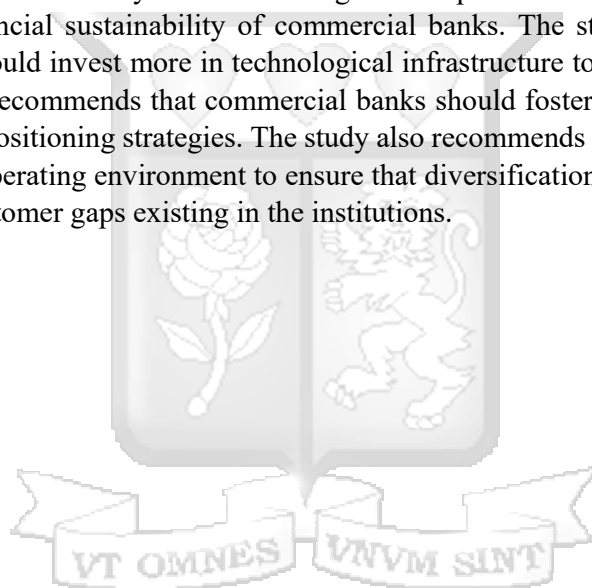 ncial sustainability of commercial banks. The st
ould invest more in technological infrastructure to
recommends that commercial banks should foster
ositioning strategies. The study also recommends
perating environment to ensure that diversification
tomer gaps existing in the institutions.
VT OMNES VNVM SINT